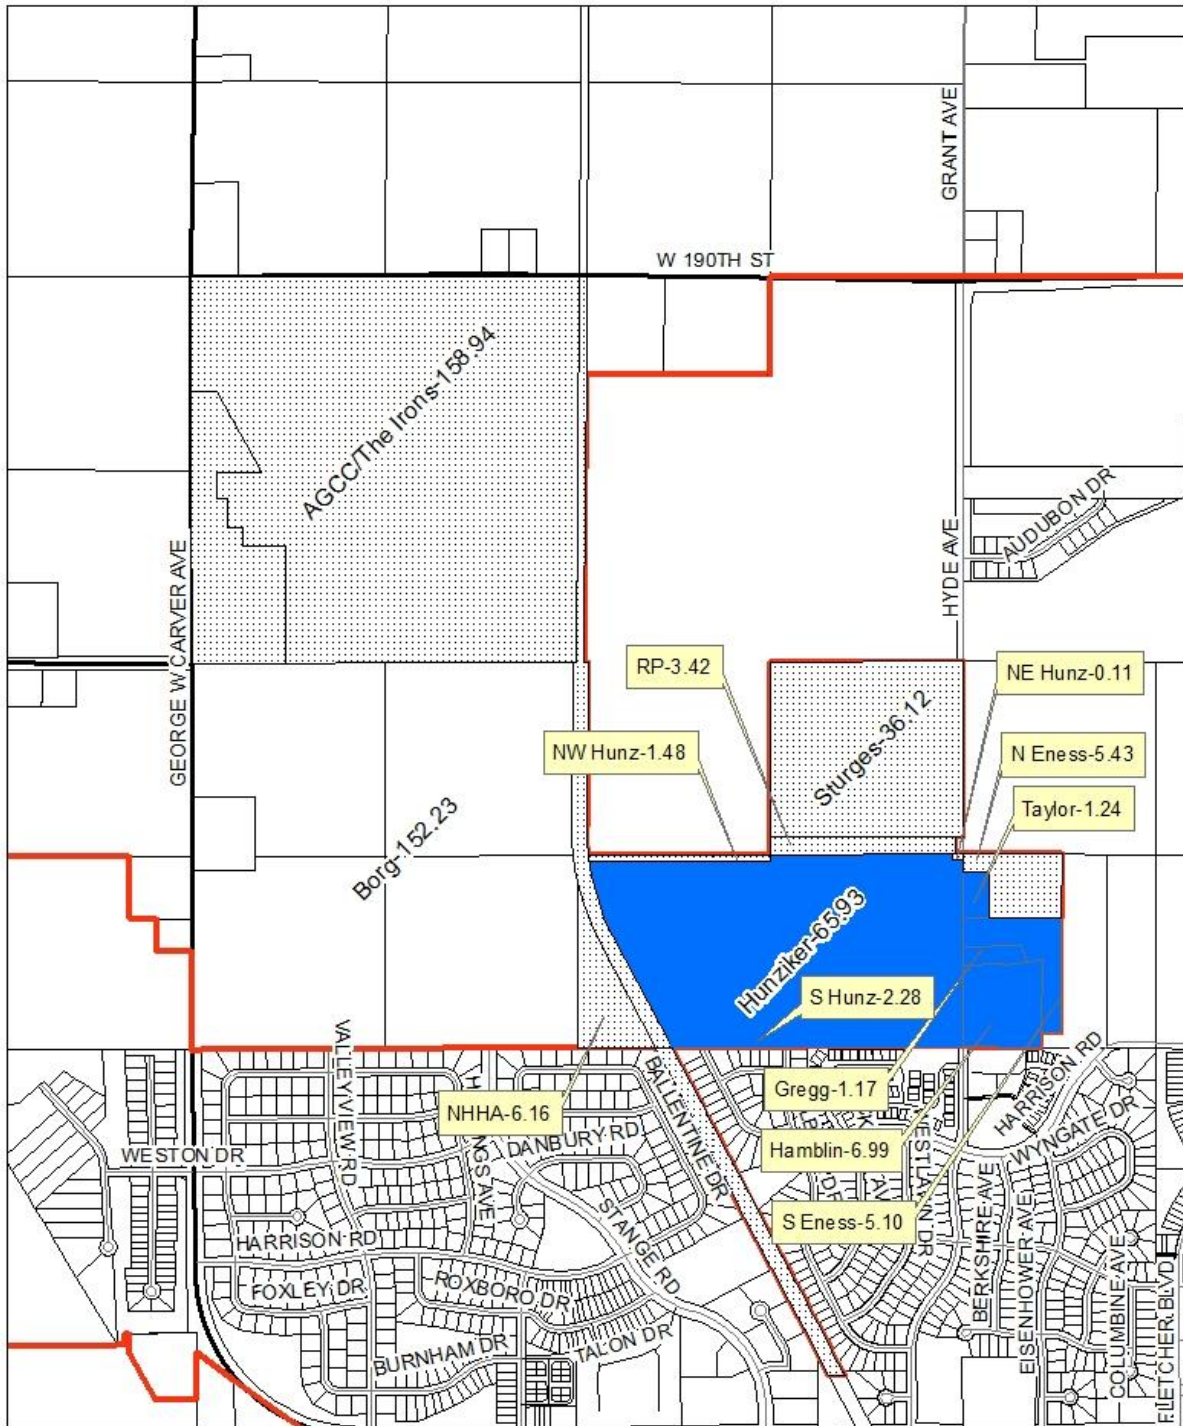 GRANT AVE
W 190TH ST
AGCC/The Irons-158.94
AUDUBON DR
HYDE AVE
GEORGE W CARVER AVE
RP-3.42
NE Hunz-0.11
NW Hunz-1.48
Sturges-36.12
N Eness-5.43
Taylor-1.24
Borg-152.23
Hunziker-65.93
S Hunz-2.28
VALLEY VIEW RD
BALLENTINE DR
HARRISON RD
Gregg-1.17
NHHA-6.16
DANBURY RD
WYNGATE DR
WESTON DR
Hamblin-6.99
STANGE RD
S Eness-5.10
HARRISON RD
BERKSHIRE AVE
EISENHOWER AVE
COLUMBINE AVE
FLETCHER BLVD
FOXLEY DR
ROXBORO DR
BURNHAM DR
TALON DR